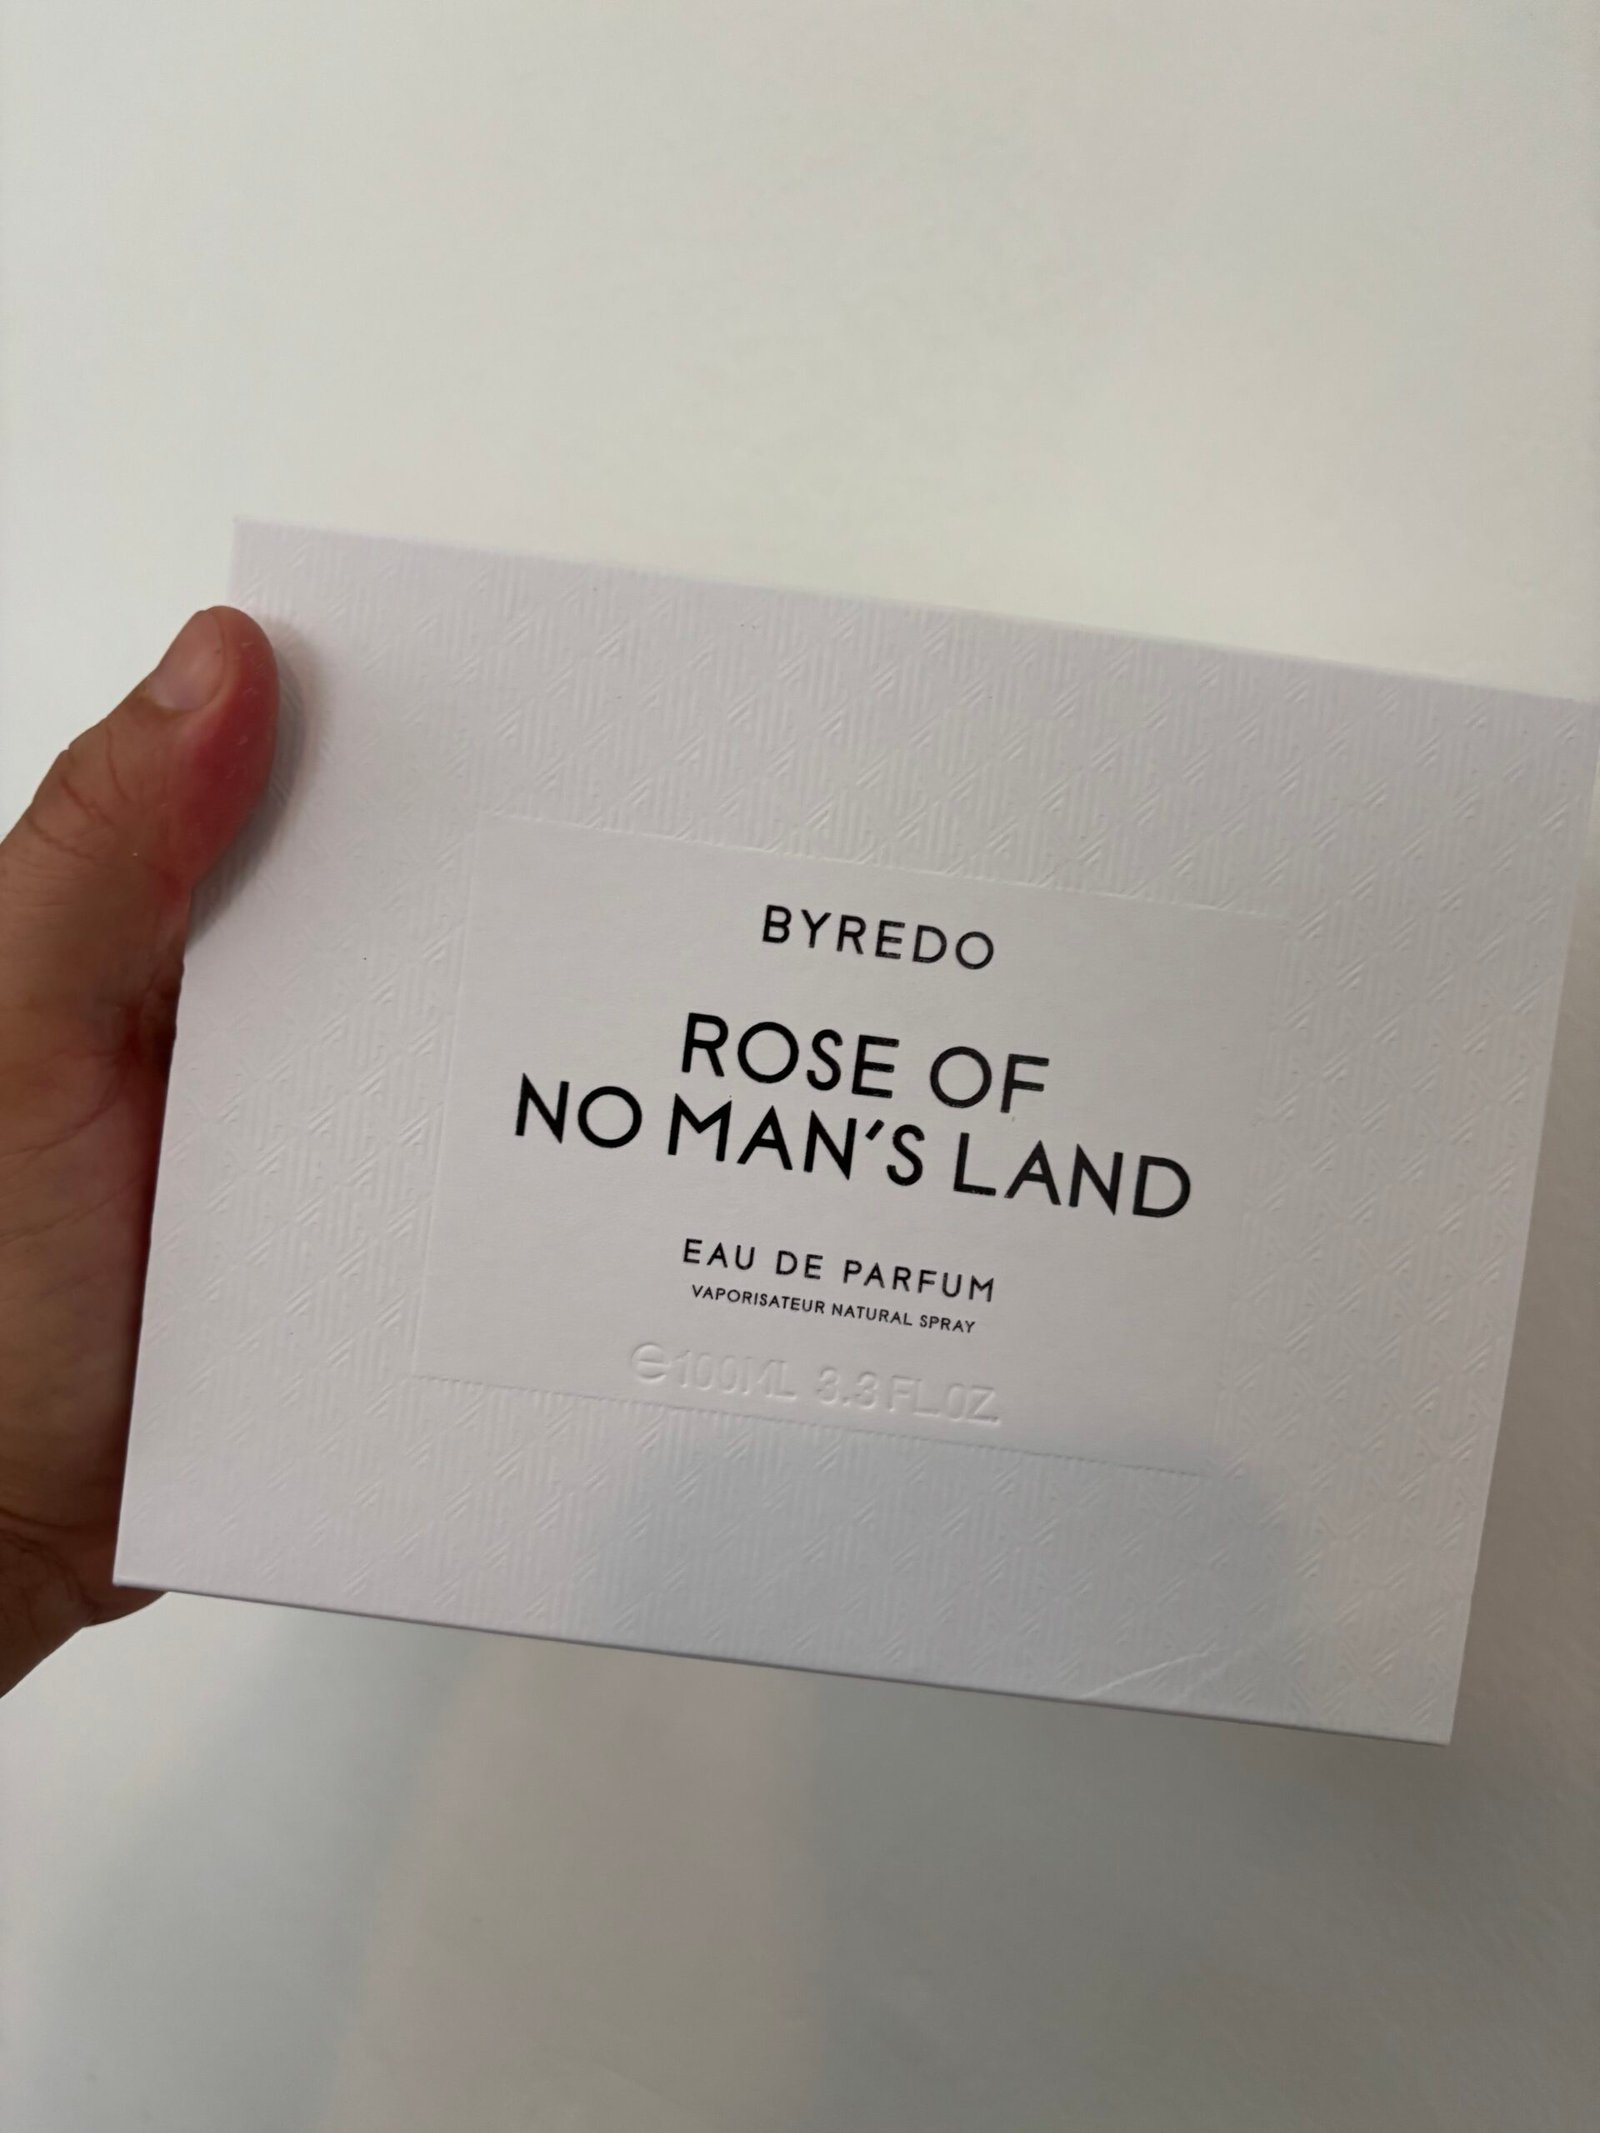 BYREDO
ROSE OF
NO MAN'S LAND
EAU DE PARFUM
VAPORISATEUR NATURAL SPRAY
℮100ML 3.3 FL.OZ.